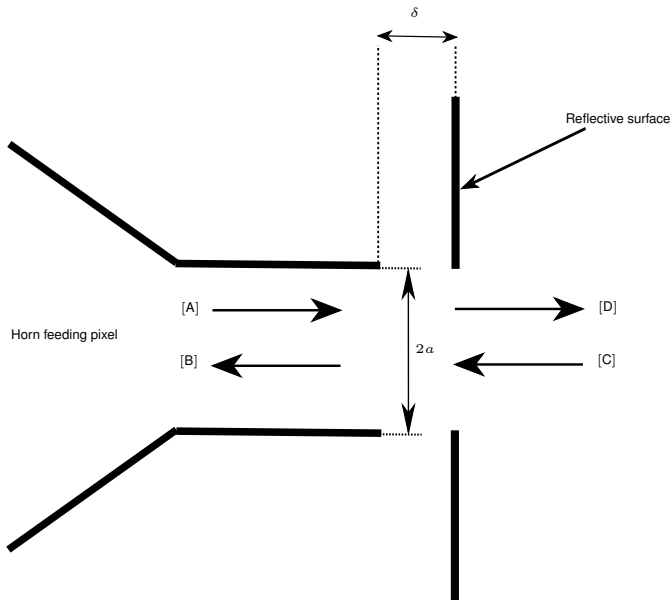 δ
Reflective surface
[A]
[D]
Horn feeding pixel
2a
[B]
[C]